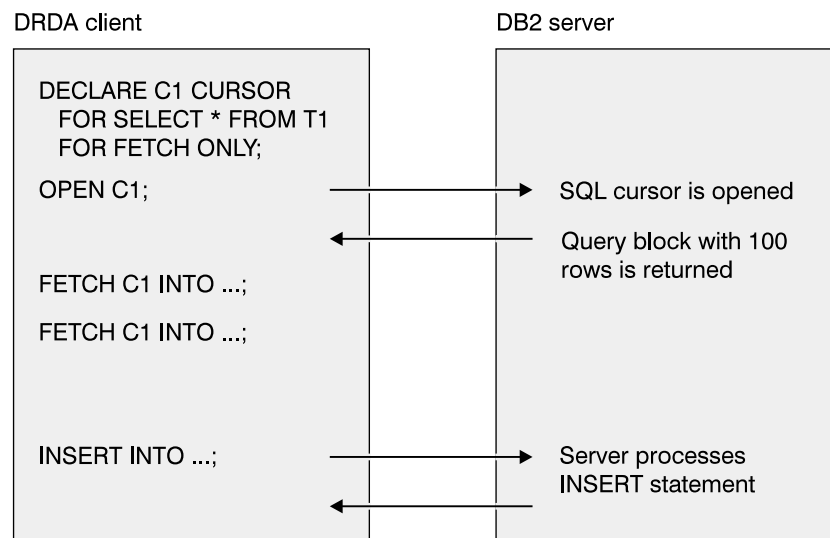 DRDA client
DB2 server
DECLARE C1 CURSOR
FOR SELECT * FROM T1
FOR FETCH ONLY;
OPEN C1;
SQL cursor is opened
Query block with 100
rows is returned
FETCH C1 INTO ...;
FETCH C1 INTO ...;
INSERT INTO ...;
Server processes
INSERT statement